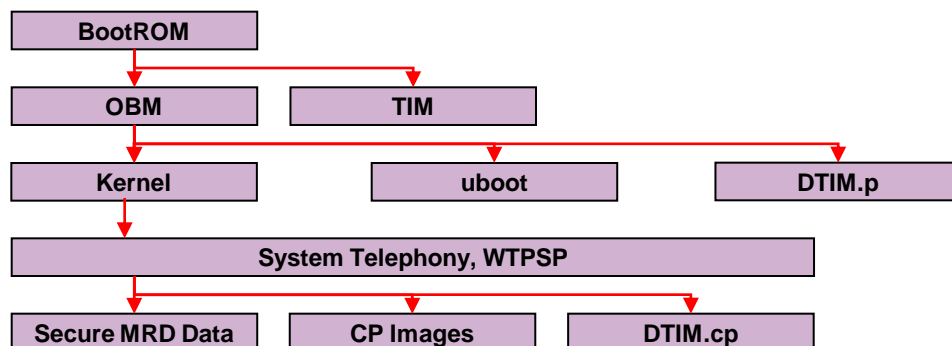 BootROM
OBM
TIM
Kernel
uboot
DTIM.p
System Telephony, WTPSP
Secure MRD Data
CP Images
DTIM.cp